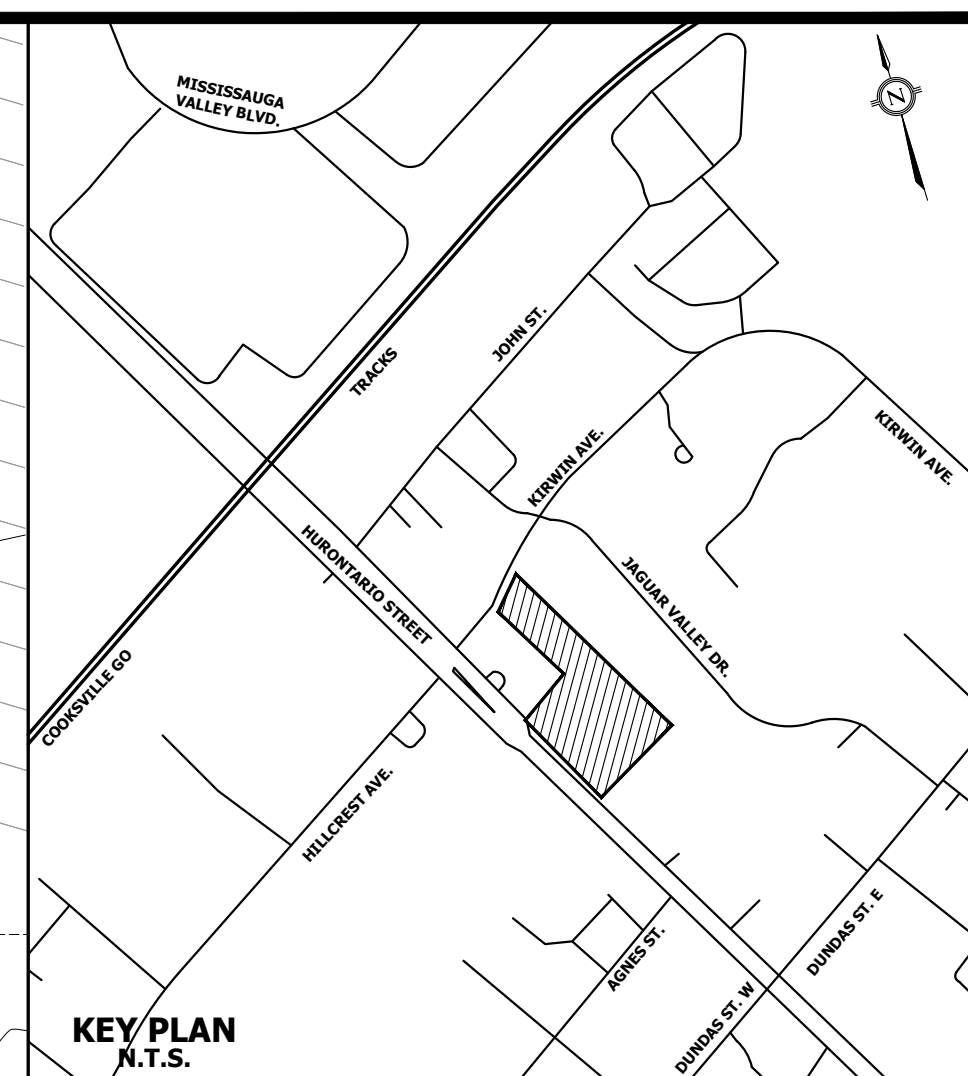 MISSISSAUGA
VALLEY BLVD.
N
JOHN ST.
TRACKS
KIRWIN AVE.
KIRWIN AVE.
HURONTARIO STREET
JAGUAR VALLEY DR.
COOKSVILLE GO
HILLCREST AVE.
DUNDAS ST. E
AGNES ST.
DUNDAS ST. W
KEY PLAN
N.T.S.